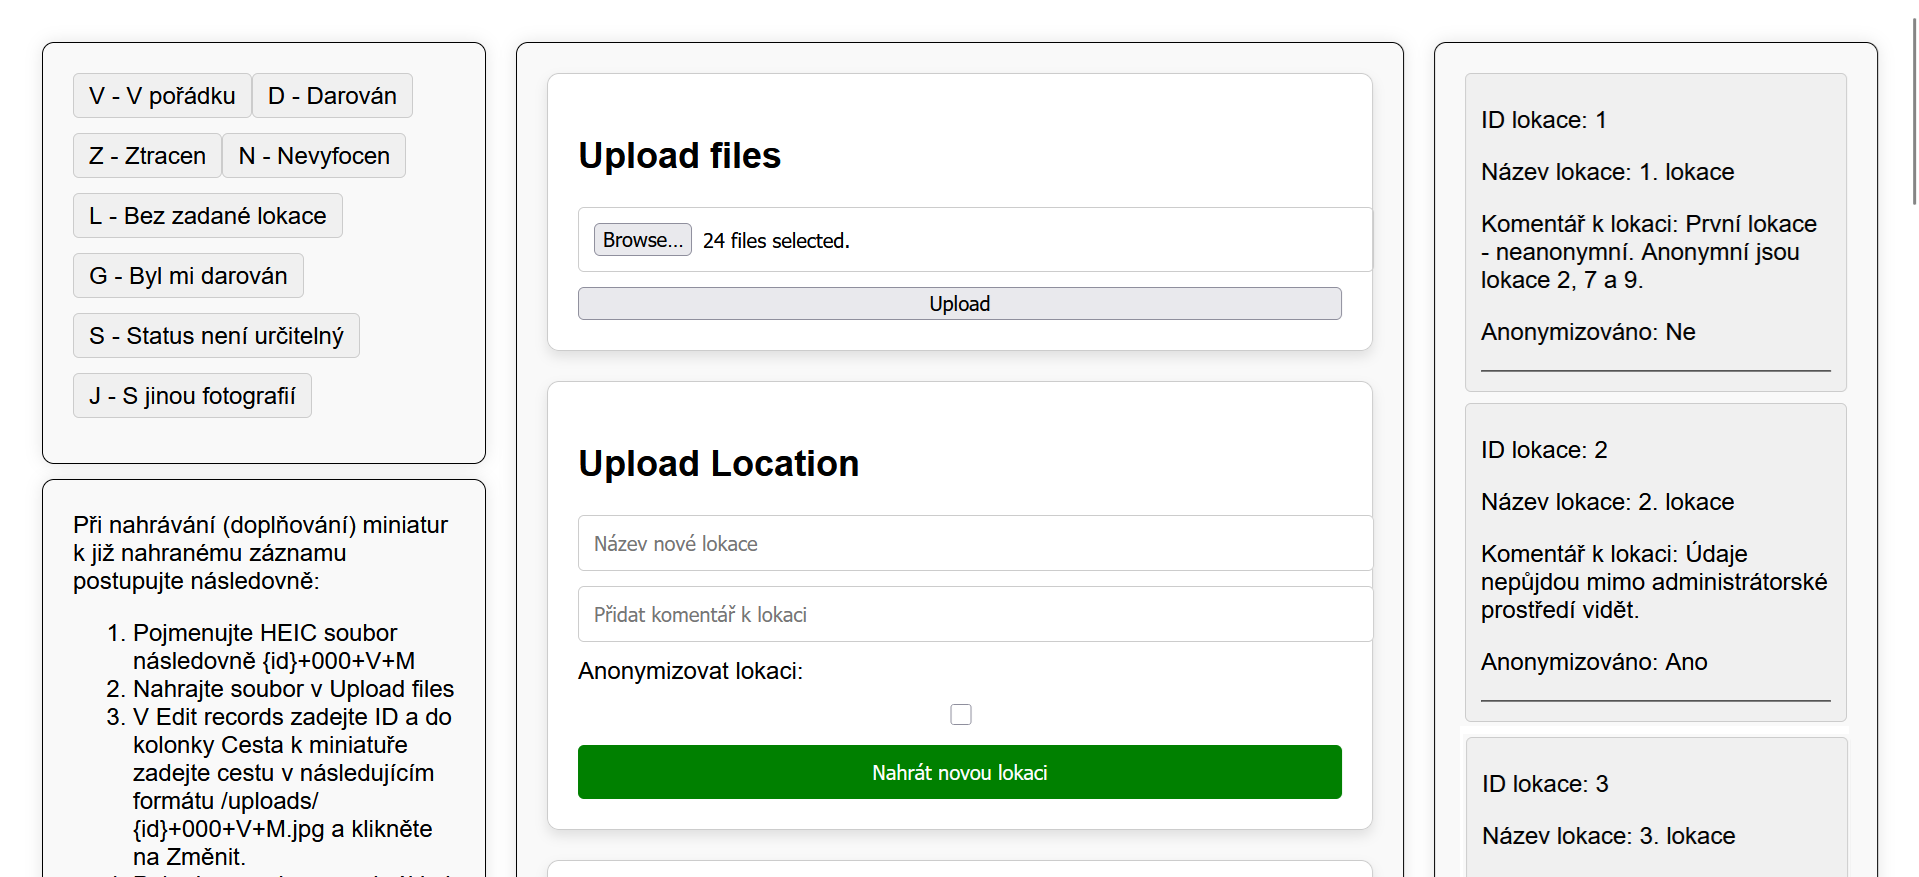 V - V pořádku
D - Darován
Z - Ztracen
N - Nevyfocen
L - Bez zadané lokace
G - Byl mi darován
S - Status není určitelný
J - S jinou fotografií
Při nahrávání (doplňování) miniatur
k již nahranému záznamu
postupujte následovně:
1. Pojmenujte HEIC soubor
následovně {id}+000+V+M
2. Nahrajte soubor v Upload files
3. V Edit records zadejte ID a do
kolonky Cesta k miniatuře
zadejte cestu v následujícím
formátu /uploads/
{id}+000+V+M.jpg a klikněte
na Změnit.
Upload files
Browse... 24 files selected.
Upload
Upload Location
Název nové lokace
Přidat komentář k lokaci
Anonymizovat lokaci:
Nahrát novou lokaci
ID lokace: 1
Název lokace: 1. lokace
Komentář k lokaci: První lokace
- neanonymní. Anonymní jsou
lokace 2, 7 a 9.
Anonymizováno: Ne
ID lokace: 2
Název lokace: 2. lokace
Komentář k lokaci: Údaje
nepůjdou mimo administrátorské
prostředí vidět.
Anonymizováno: Ano
ID lokace: 3
Název lokace: 3. lokace